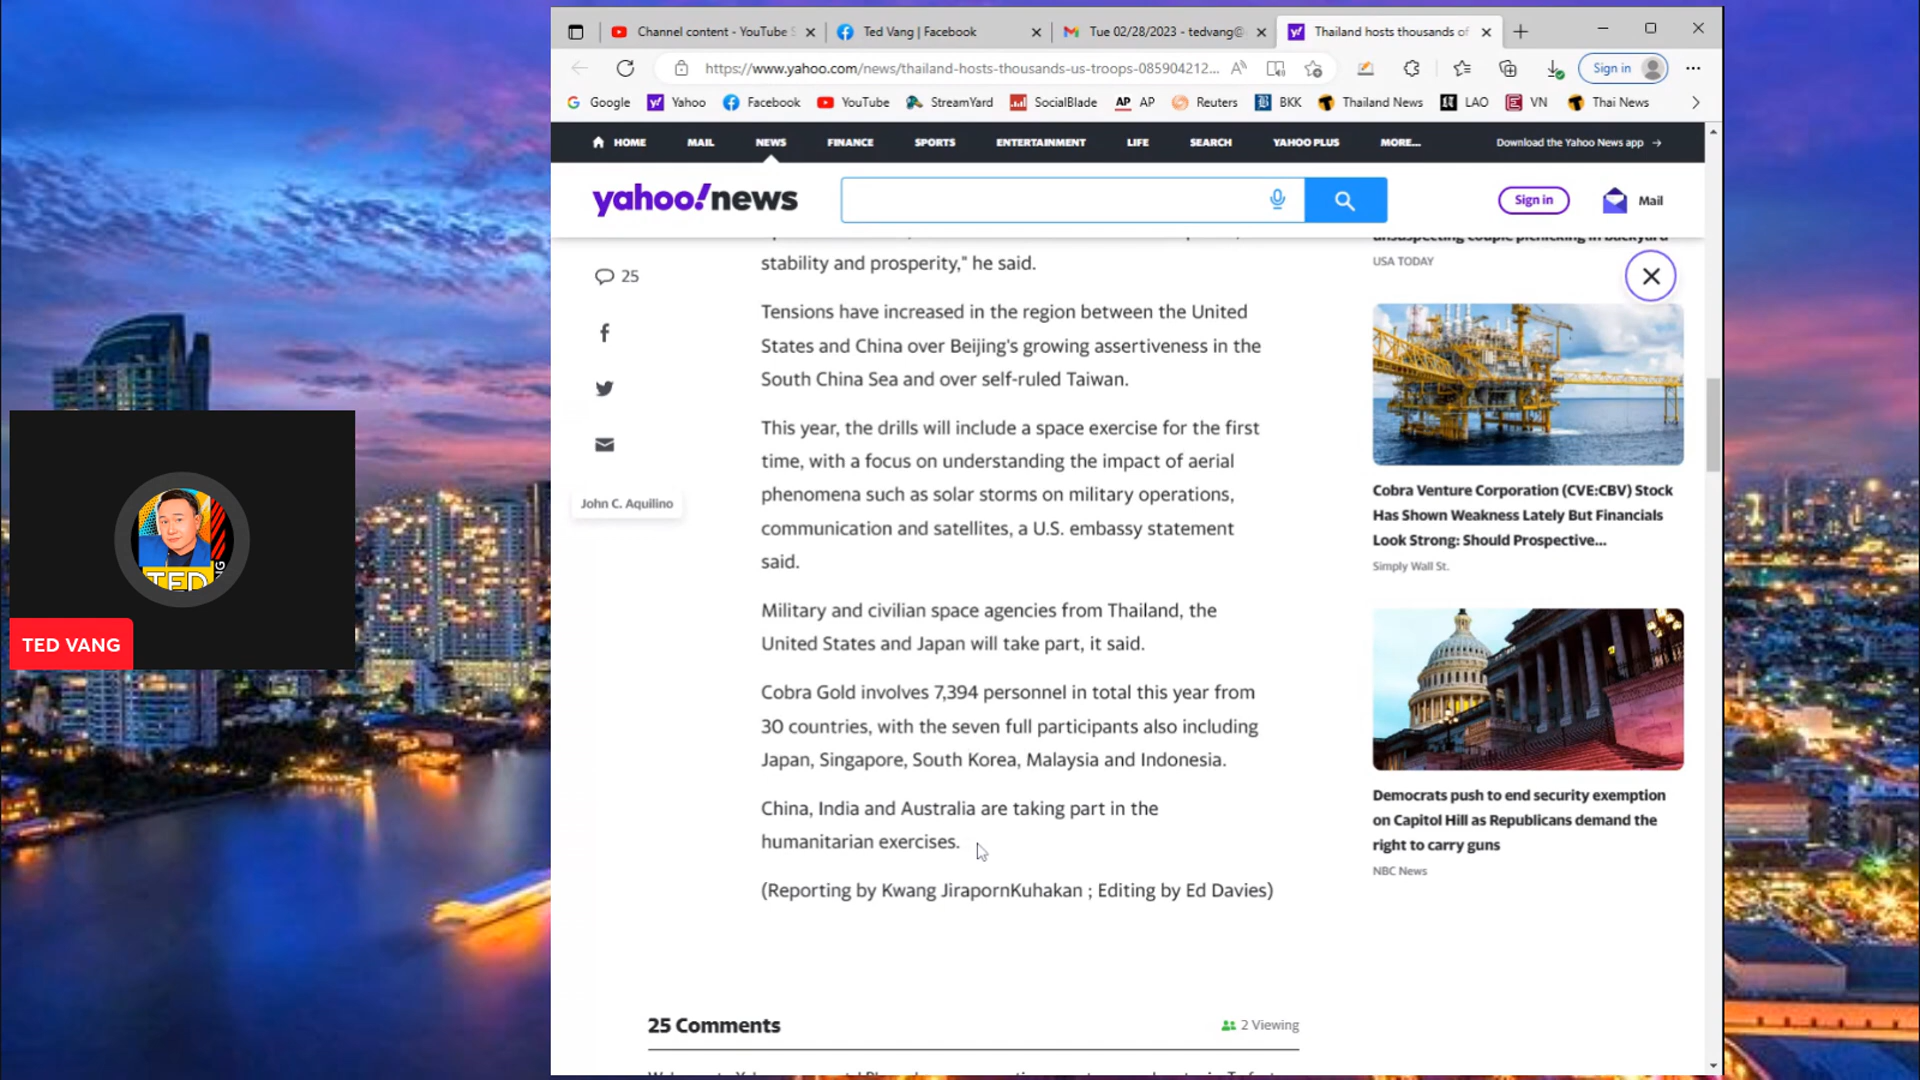 Channel content - YouTube S
Ted Vang | Facebook
Tue 02/28/2023 - tedvang@
Thailand hosts thousands of
https://www.yahoo.com/news/thailand-hosts-thousands-us-troops-085904212...
Sign in
Google
Yahoo
Facebook
YouTube
StreamYard
SocialBlade
AP AP
Reuters
BKK
Thailand News
LAO
VN
Thai News
HOME
MAIL
NEWS
FINANCE
SPORTS
ENTERTAINMENT
LIFE
SEARCH
YAHOO PLUS
MORE...
Download the Yahoo News app →
yahoo!news
Sign in
Mail
25
John C. Aquilino
stability and prosperity," he said.
Tensions have increased in the region between the United
States and China over Beijing's growing assertiveness in the
South China Sea and over self-ruled Taiwan.
This year, the drills will include a space exercise for the first
time, with a focus on understanding the impact of aerial
phenomena such as solar storms on military operations,
communication and satellites, a U.S. embassy statement
said.
Military and civilian space agencies from Thailand, the
United States and Japan will take part, it said.
Cobra Gold involves 7,394 personnel in total this year from
30 countries, with the seven full participants also including
Japan, Singapore, South Korea, Malaysia and Indonesia.
China, India and Australia are taking part in the
humanitarian exercises.
(Reporting by Kwang JirapornKuhakan ; Editing by Ed Davies)
25 Comments
2 Viewing
unsuspecting couple picnicking in backyard
USA TODAY
Cobra Venture Corporation (CVE:CBV) Stock
Has Shown Weakness Lately But Financials
Look Strong: Should Prospective...
Simply Wall St.
Democrats push to end security exemption
on Capitol Hill as Republicans demand the
right to carry guns
NBC News
TED
TED VANG